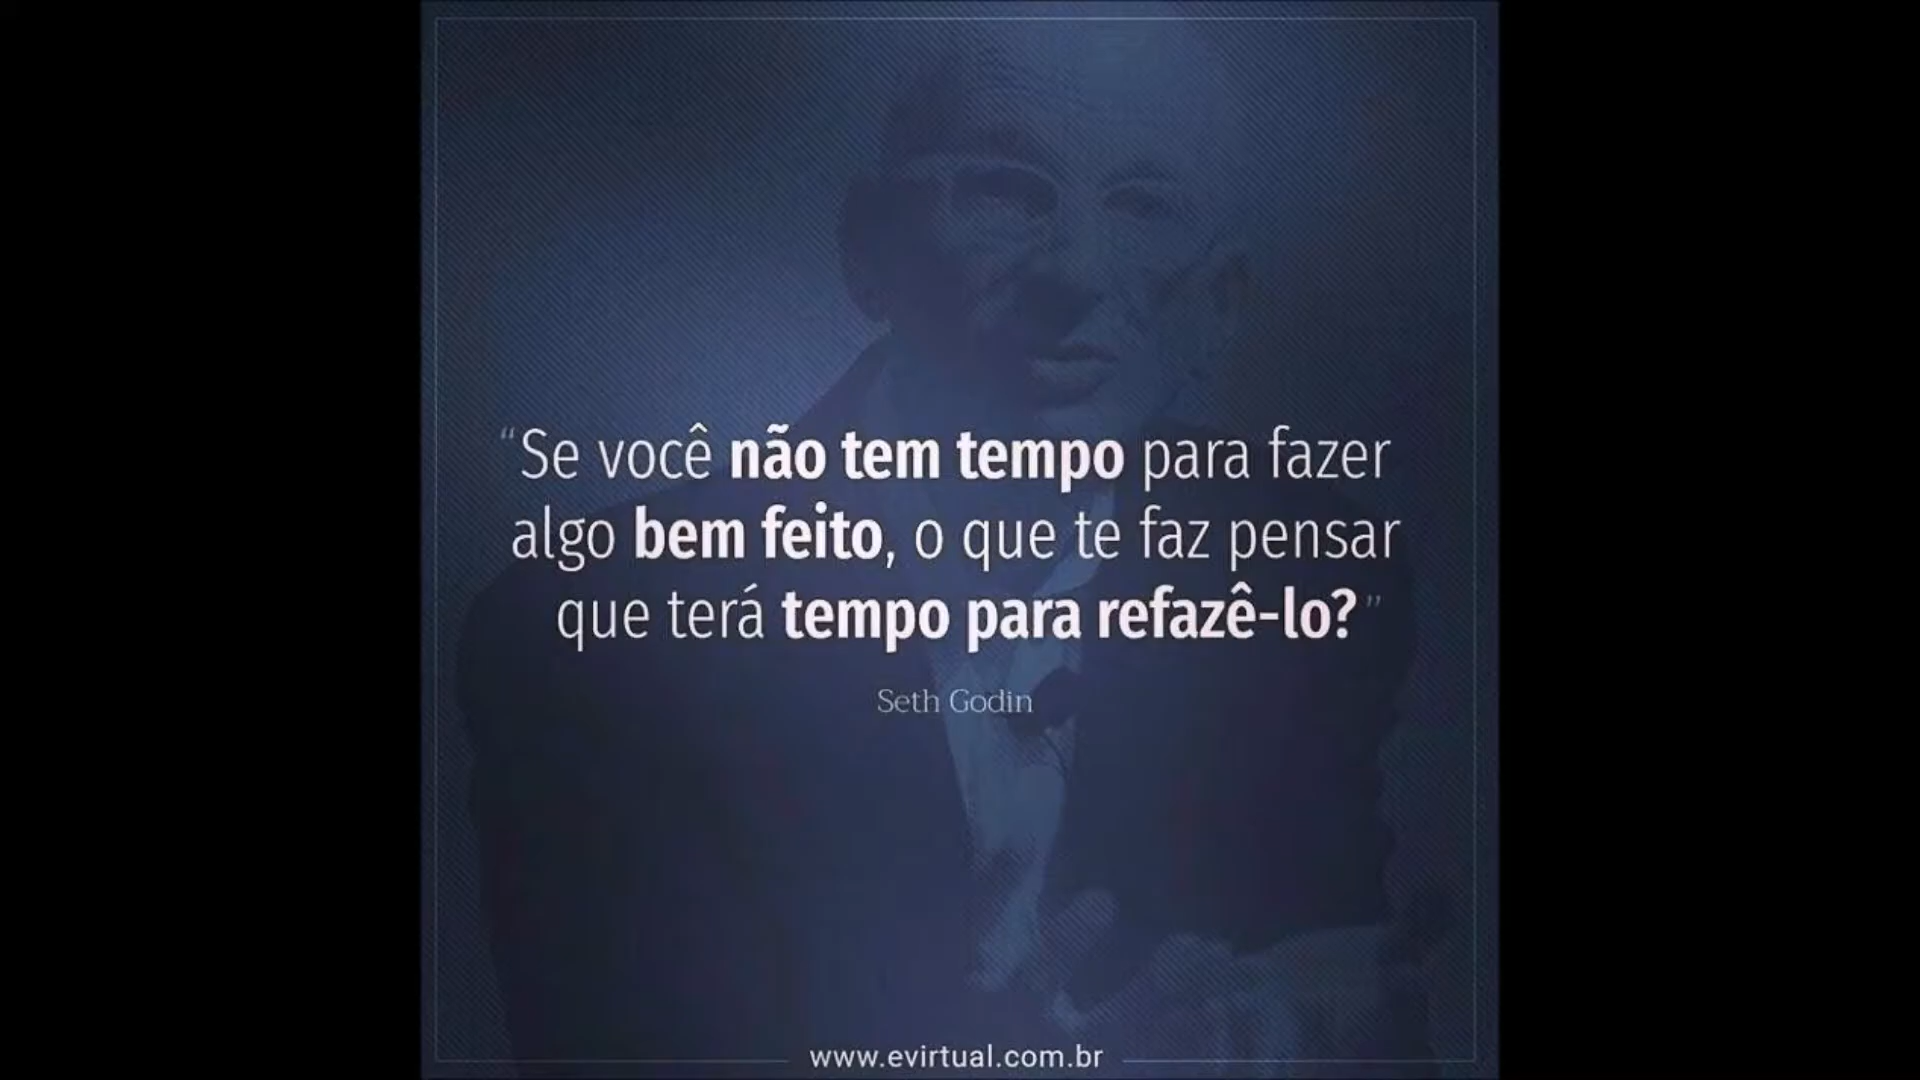 “Se você não tem tempo para fazer
algo bem feito, o que te faz pensar
que terá tempo para refazê-lo?”
Seth Godin
www.evirtual.com.br